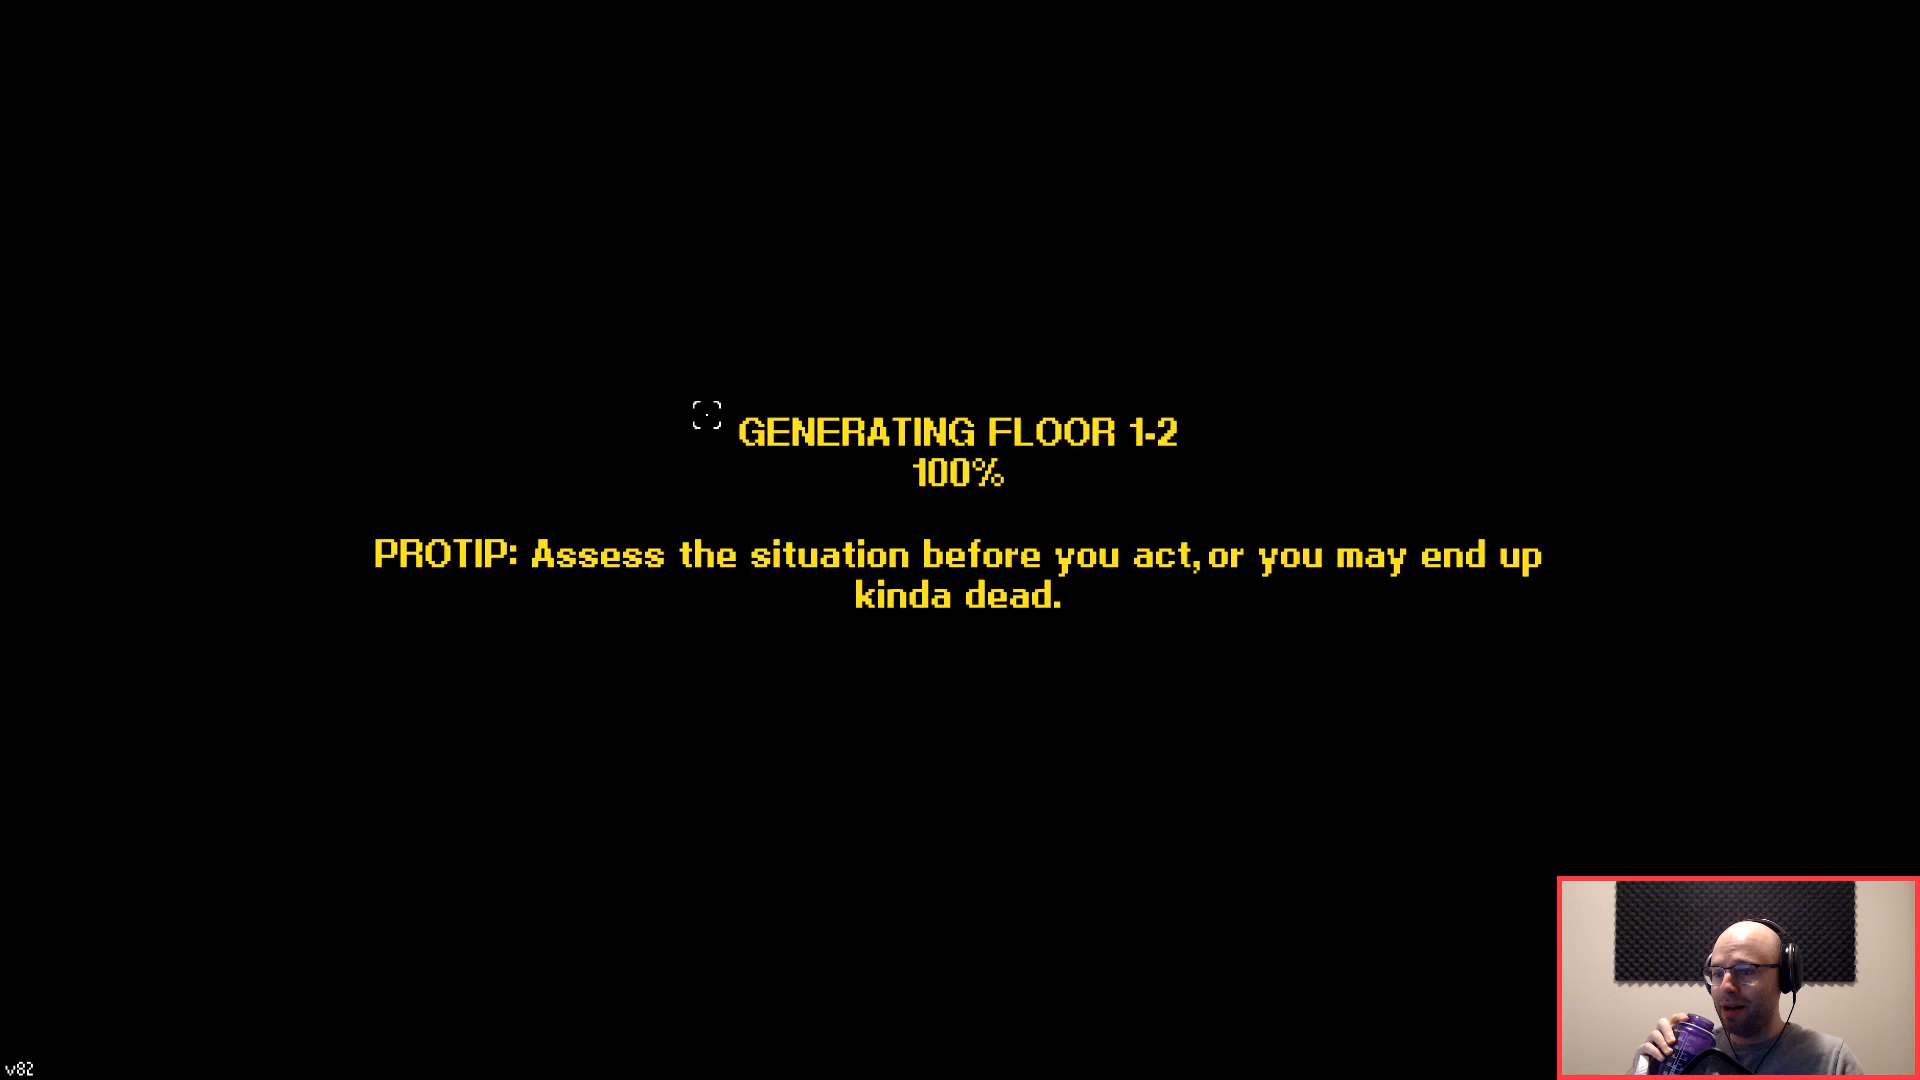 GENERATING FLOOR 1-2
100%
PROTIP: Assess the situation before you act, or you may end up
kinda dead.
v82